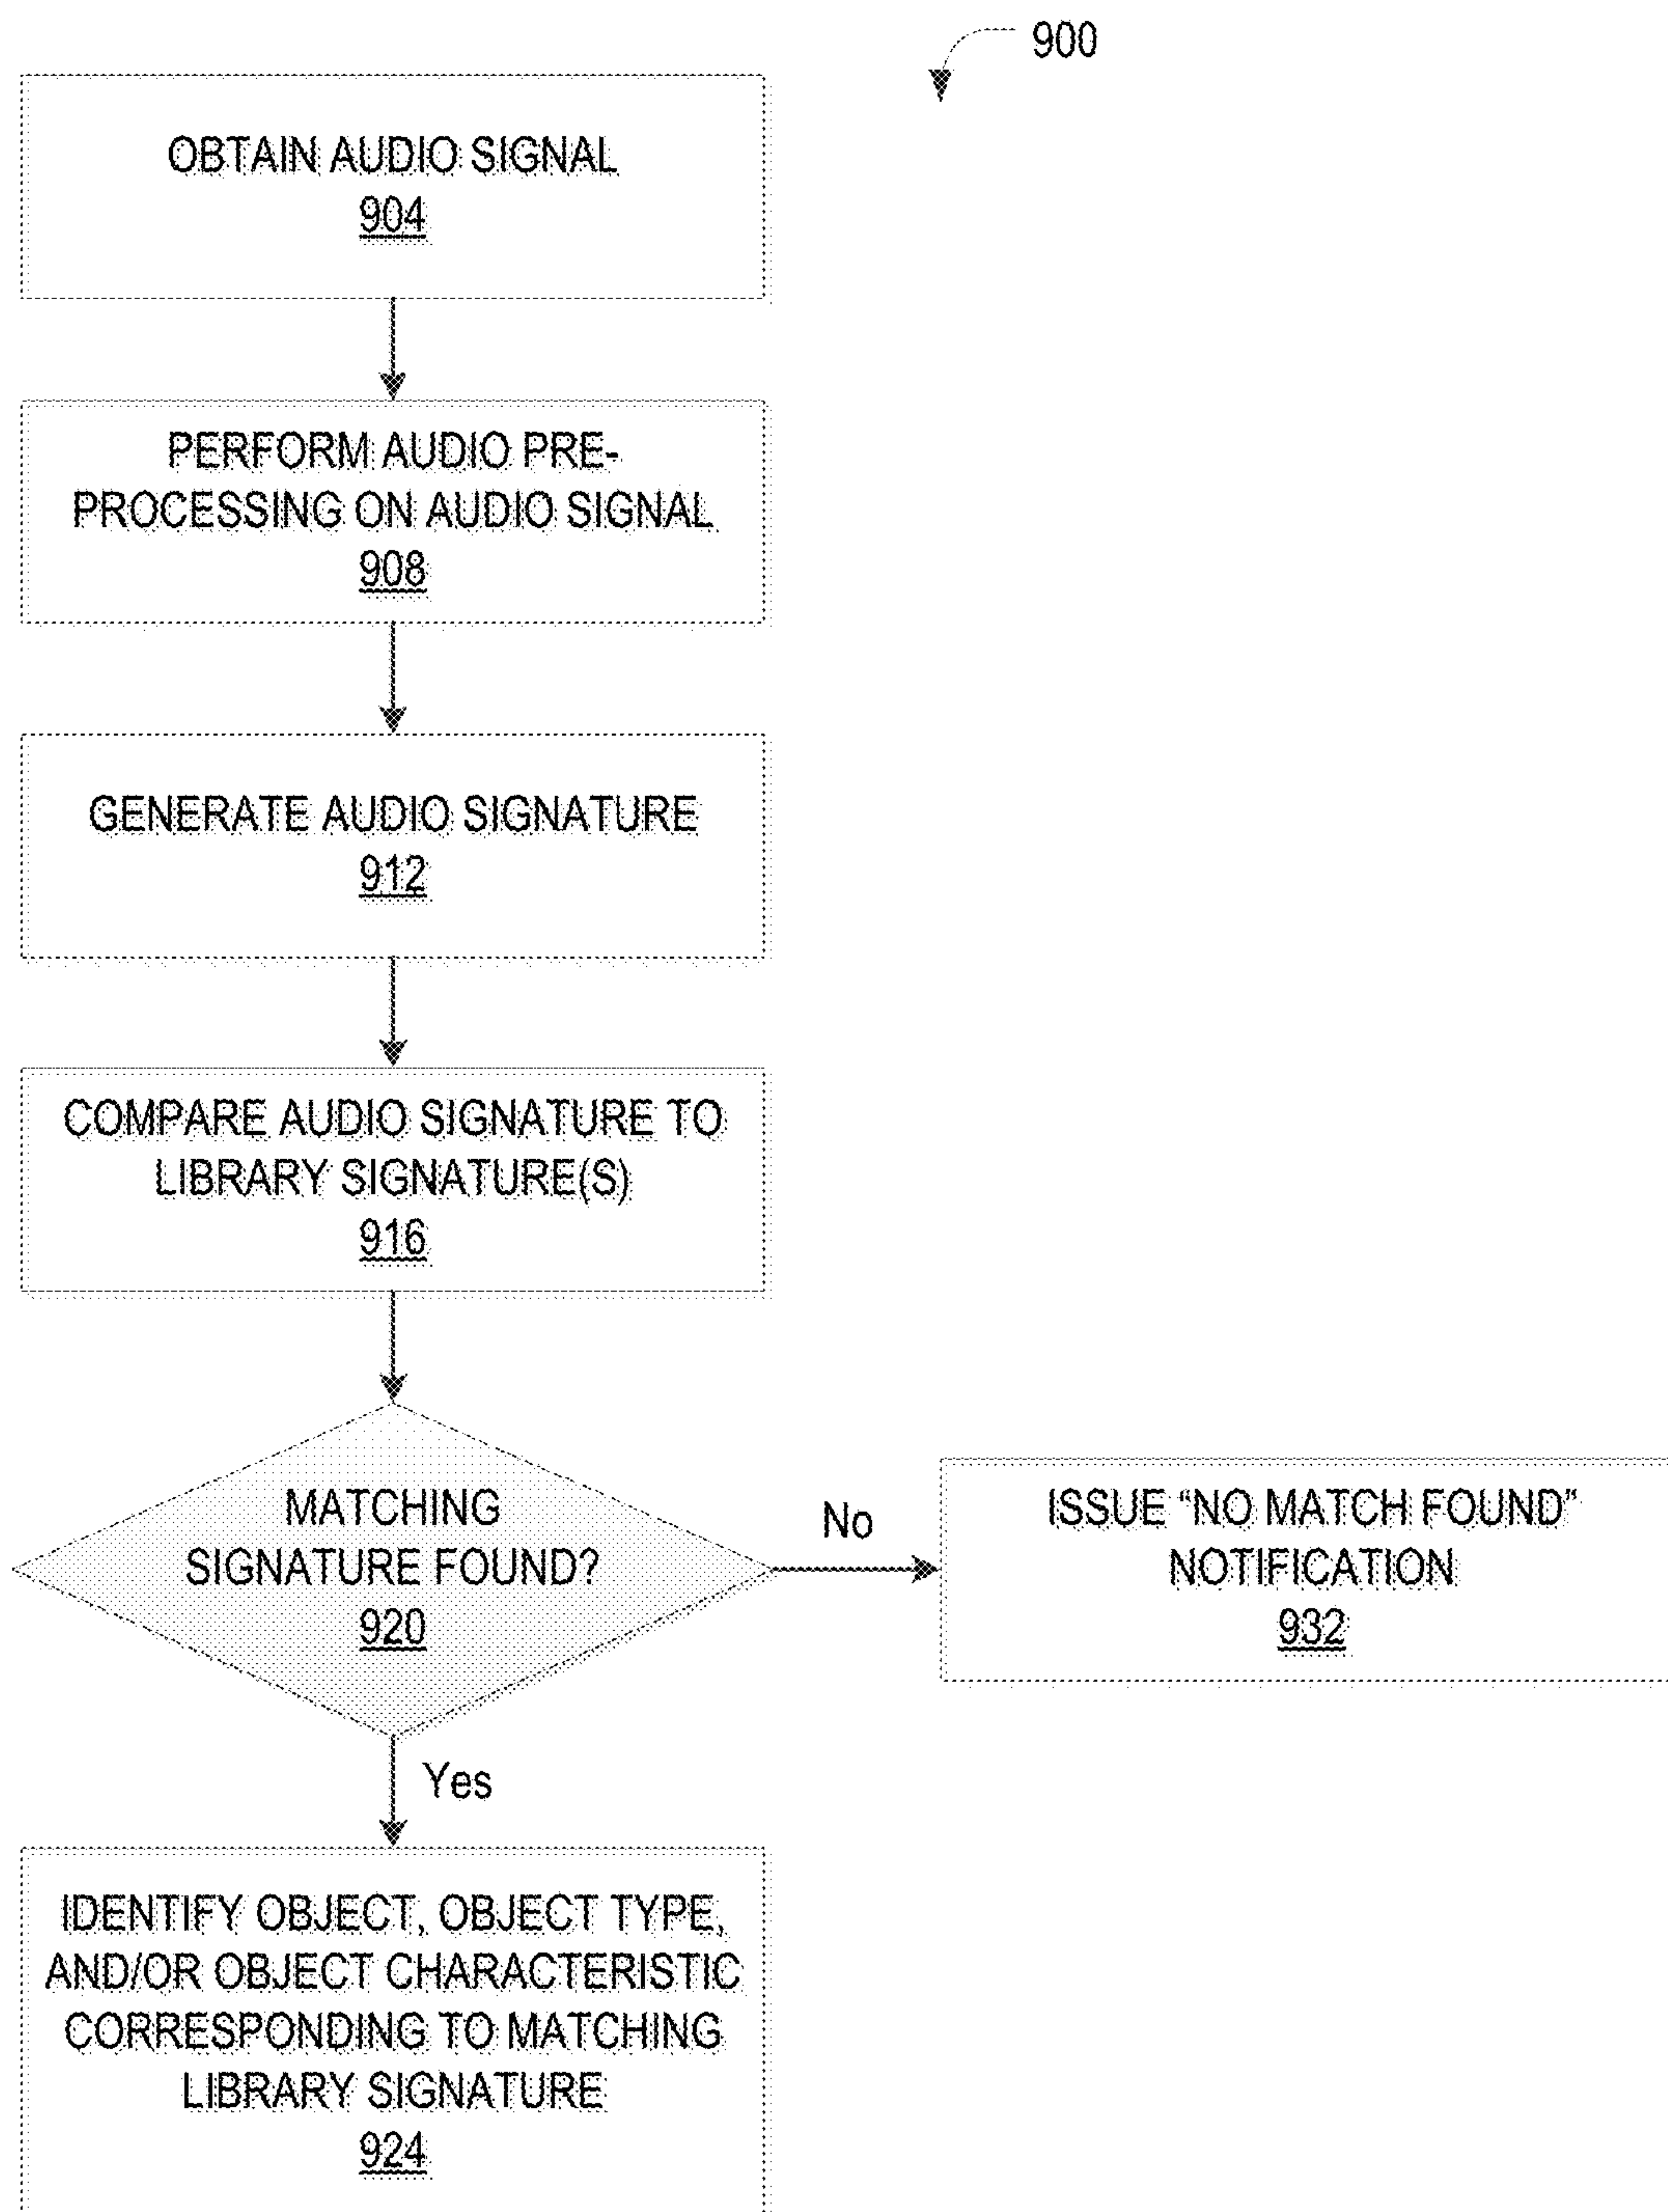 900
OBTAIN AUDIO SIGNAL
904
PERFORM AUDIO PRE-
PROCESSING ON AUDIO SIGNAL
908
GENERATE AUDIO SIGNATURE
912
COMPARE AUDIO SIGNATURE TO
LIBRARY SIGNATURE(S)
916
MATCHING
SIGNATURE FOUND?
920
No
ISSUE “NO MATCH FOUND”
NOTIFICATION
932
Yes
IDENTIFY OBJECT, OBJECT TYPE,
AND/OR OBJECT CHARACTERISTIC
CORRESPONDING TO MATCHING
LIBRARY SIGNATURE
924